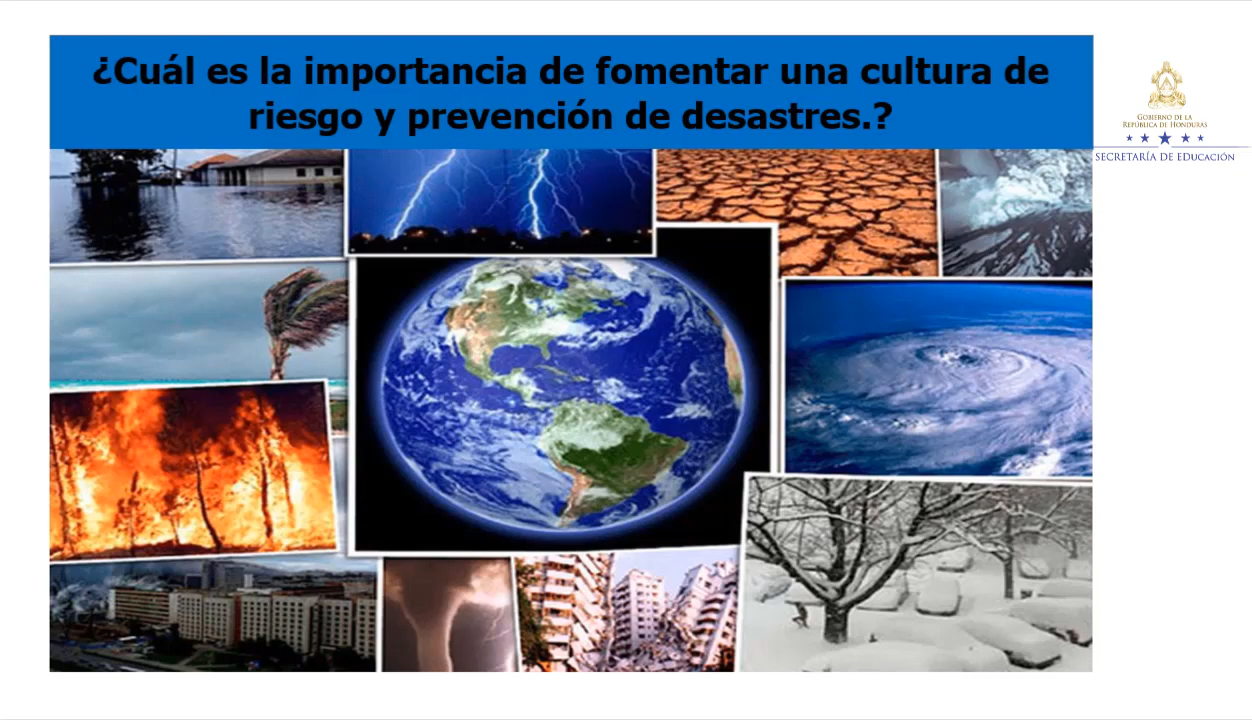 ¿Cuál es la importancia de fomentar una cultura de
riesgo y prevención de desastres.?
GOBIERNO DE LA
REPÚBLICA DE HONDURAS
SECRETARÍA DE EDUCACIÓN